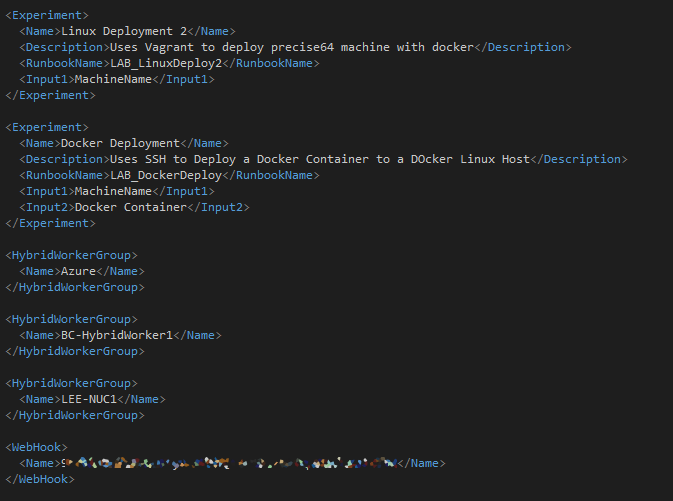 <Experiment>
<Name>Linux Deployment 2</Name>
<Description>Uses Vagrant to deploy precise64 machine with docker</Description>
<RunbookName>LAB_LinuxDeploy2</RunbookName>
<Input1>MachineName</Input1>
</Experiment>
<Experiment>
<Name>Docker Deployment</Name>
<Description>Uses SSH to Deploy a Docker Container to a DOcker Linux Host</Description>
<RunbookName>LAB_DockerDeploy</RunbookName>
<Input1>MachineName</Input1>
<Input2>Docker Container</Input2>
</Experiment>
<HybridWorkerGroup>
<Name>Azure</Name>
</HybridWorkerGroup>
<HybridWorkerGroup>
<Name>BC-HybridWorker1</Name>
</HybridWorkerGroup>
<HybridWorkerGroup>
<Name>LEE-NUC1</Name>
</HybridWorkerGroup>
<WebHook>
<Name></Name>
</WebHook>